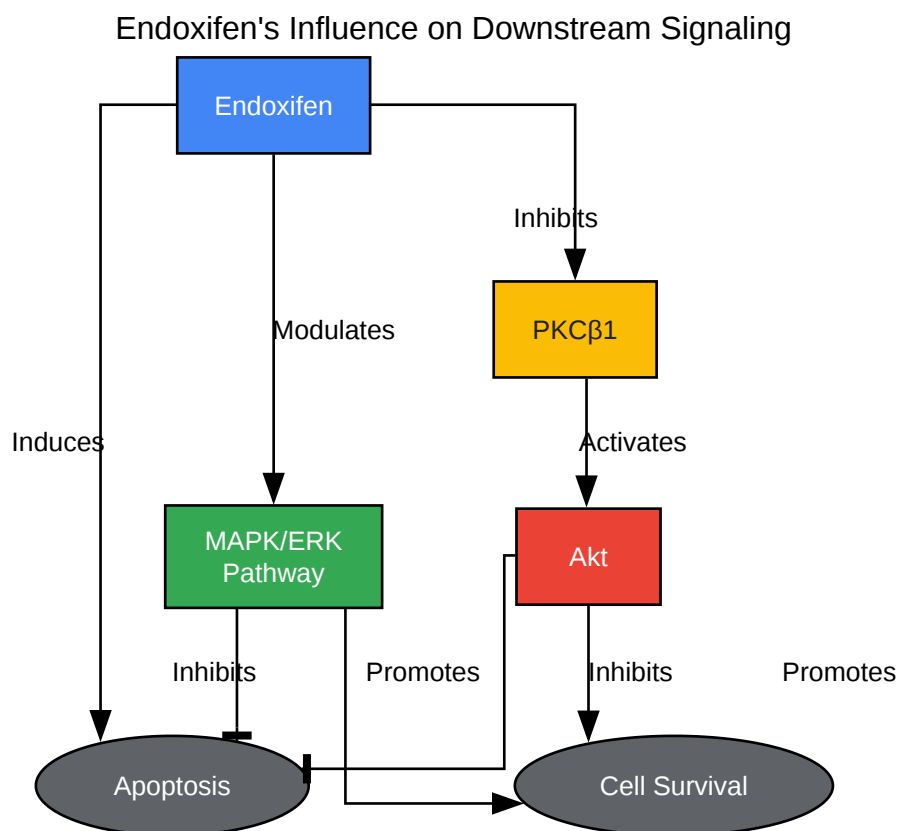 Endoxifen's Influence on Downstream Signaling
Endoxifen
Inhibits
PKCβ1
Modulates
Induces
Activates
MAPK/ERK
Pathway
Akt
Inhibits
Promotes
Inhibits
Promotes
Apoptosis
Cell Survival